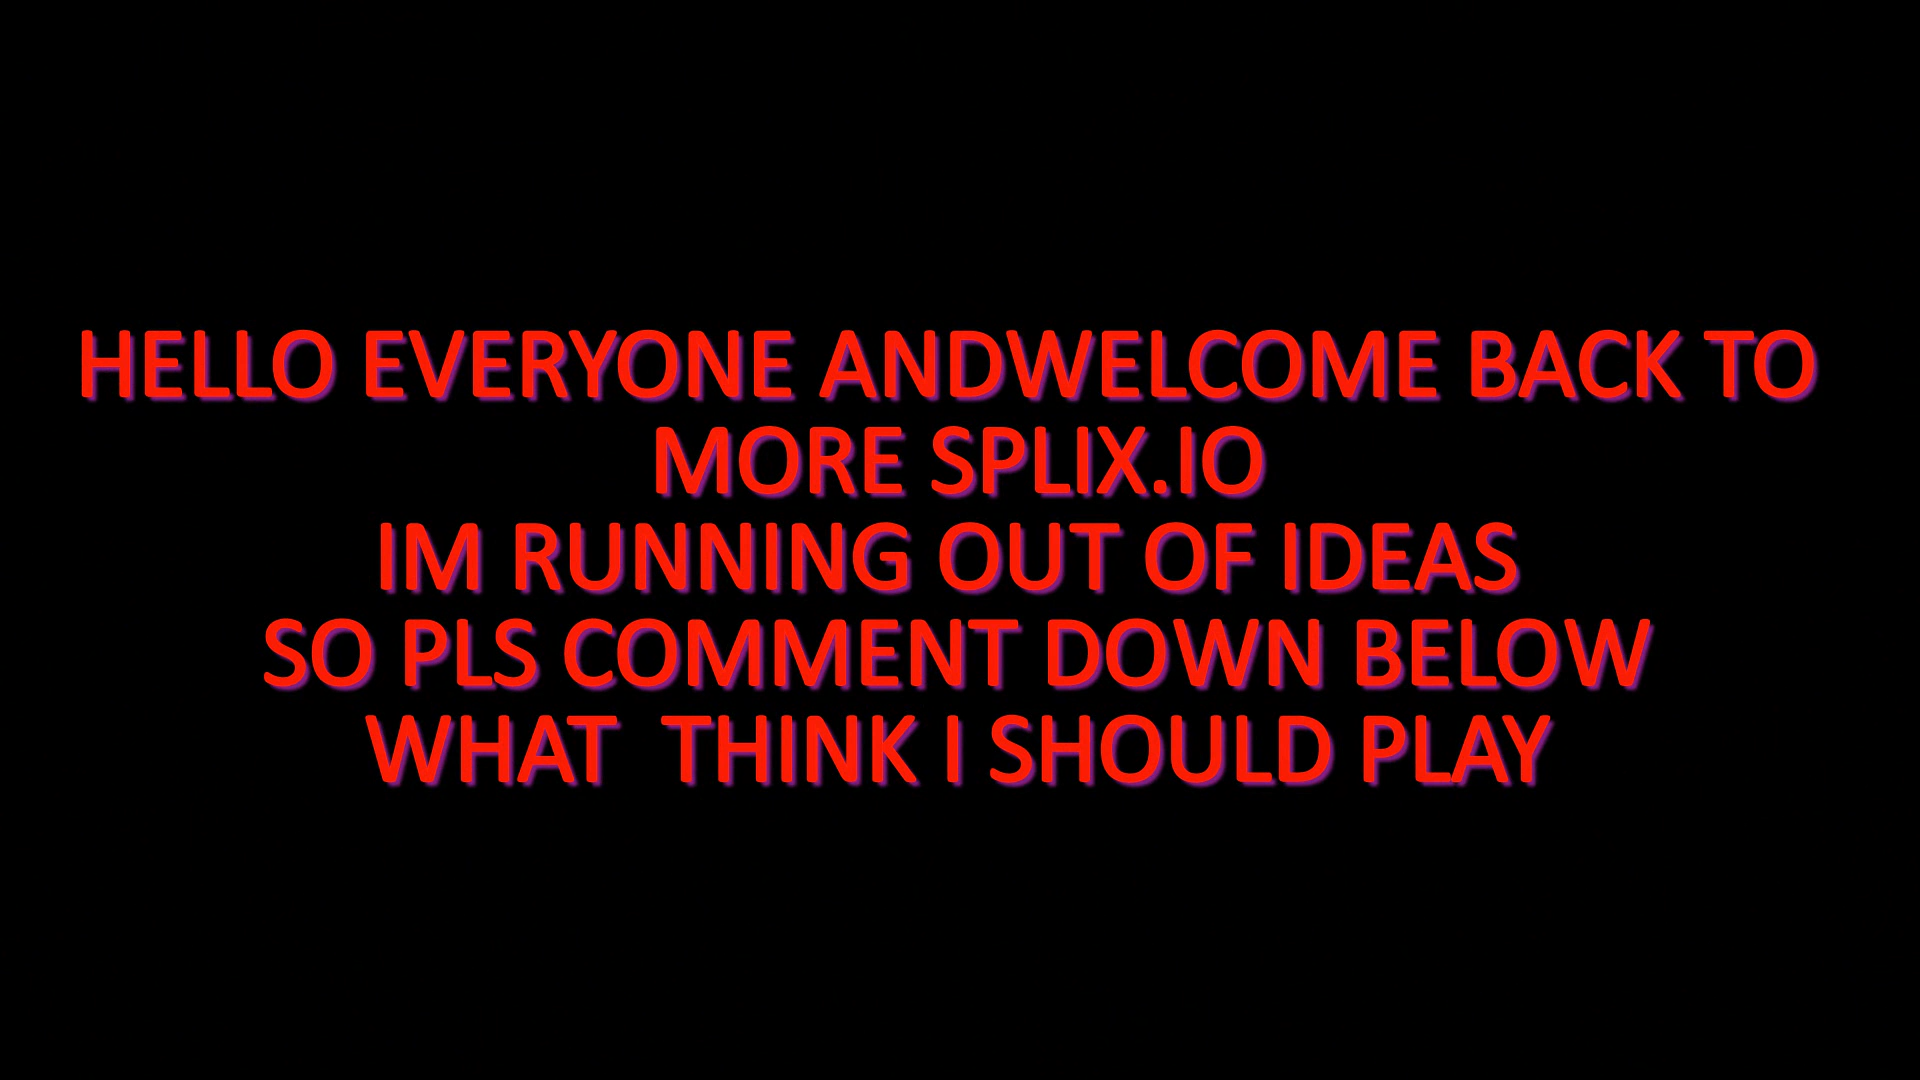 HELLO EVERYONE ANDWELCOME BACK TO
MORE SPLIX.IO
IM RUNNING OUT OF IDEAS
SO PLS COMMENT DOWN BELOW
WHAT  THINK I SHOULD PLAY